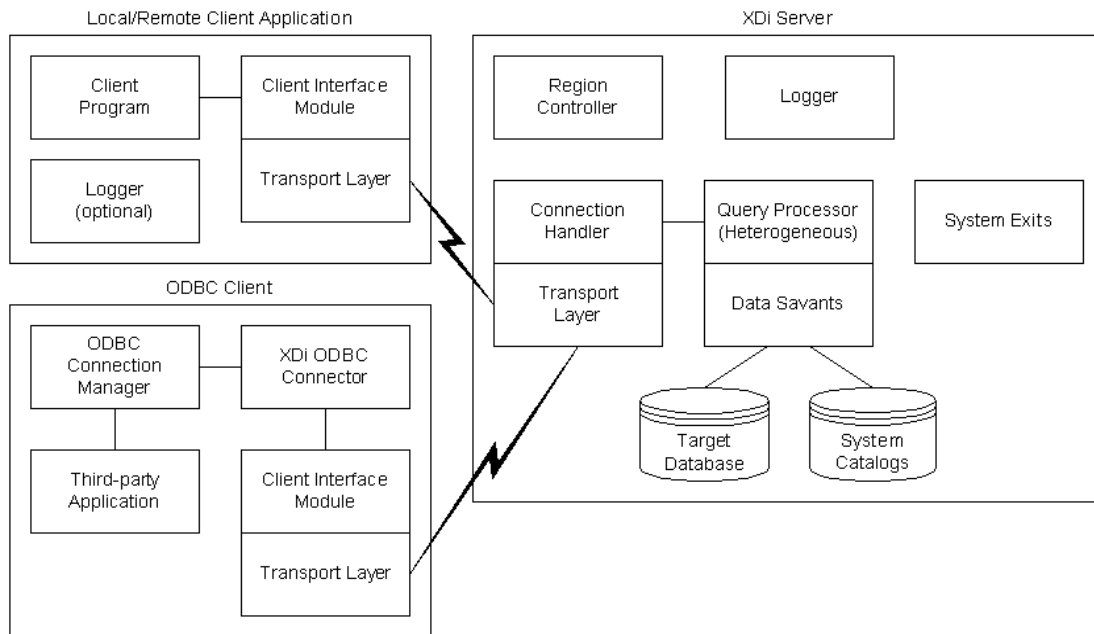 Local/Remote Client Application
Client
Program
Client Interface
Module
Transport Layer
Logger
(optional)
ODBC Client
ODBC
Connection
Manager
XDi ODBC
Connector
Third-party
Application
Client Interface
Module
Transport Layer
XDi Server
Region
Controller
Logger
Connection
Handler
Transport
Layer
Query Processor
(Heterogeneous)
Data Savants
System Exits
Target
Database
System
Catalogs